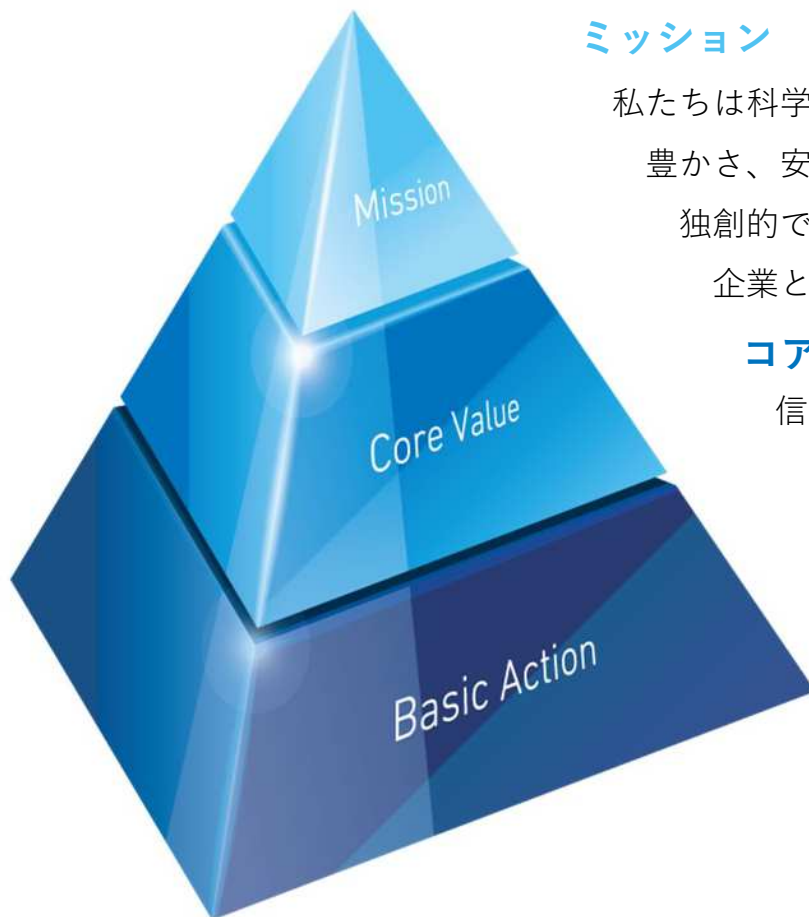 ミッション
私たちは科学
豊かさ、安
独創的で
企業と
コア
信
Mission
Core Value
Basic Action